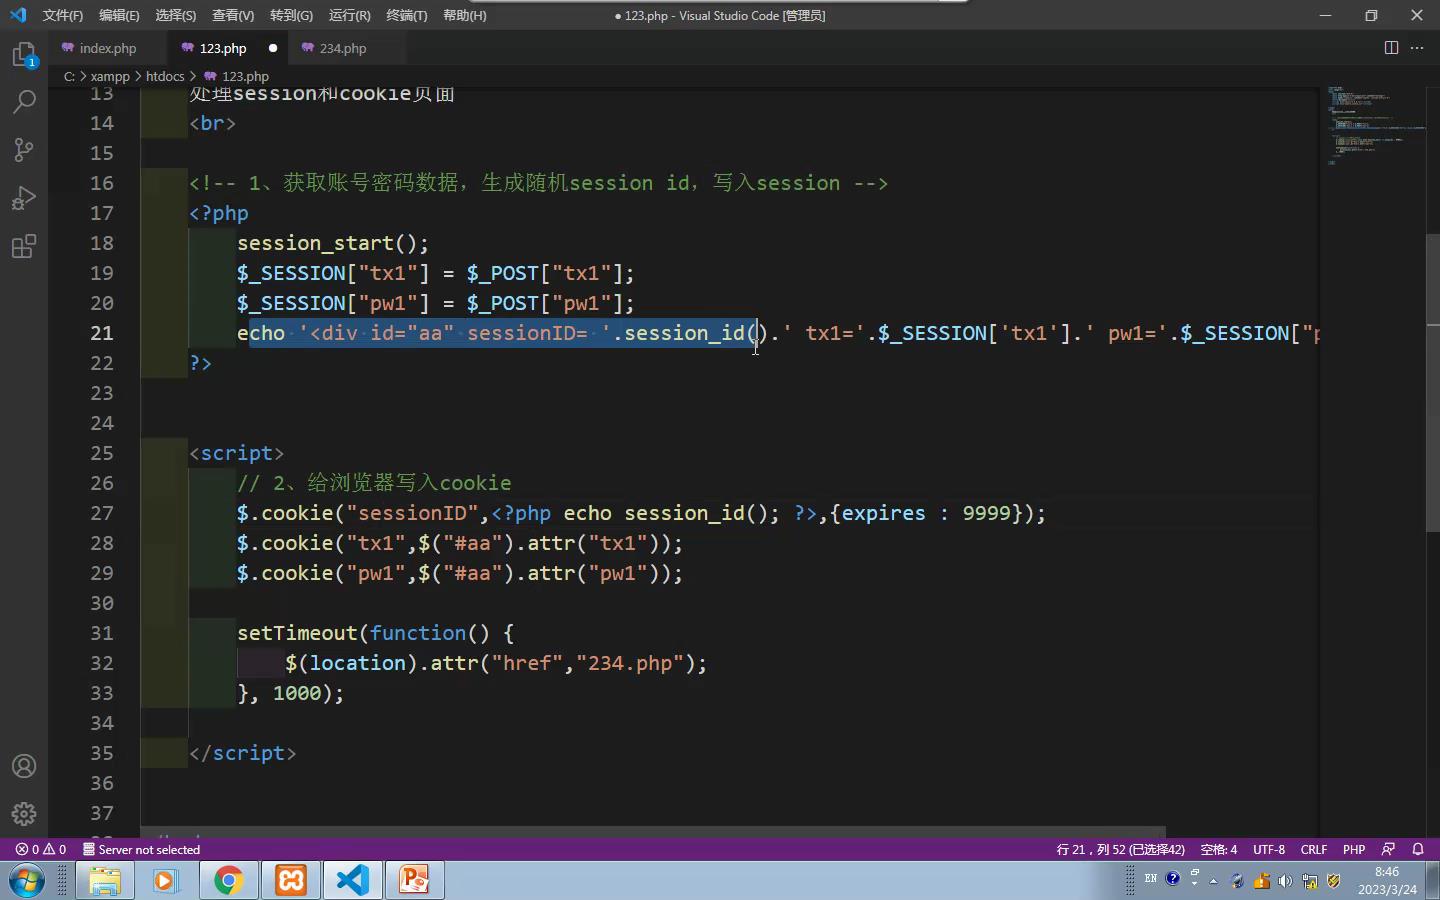 文件(F) 编辑(E) 选择(S) 查看(V) 转到(G) 运行(R) 终端(T) 帮助(H) ● 123.php - Visual Studio Code [管理员]
index.php 123.php 234.php
C: > xampp > htdocs > 123.php
13 处理session和cookie页面
14 <br>
15
16 <!-- 1、获取账号密码数据，生成随机session id，写入session -->
17 <?php
18 session_start();
19 $_SESSION["tx1"] = $_POST["tx1"];
20 $_SESSION["pw1"] = $_POST["pw1"];
21 echo '<div id="aa" sessionID= '.session_id().' tx1='.$_SESSION['tx1'].' pw1='.$_SESSION["p
22 ?>
23
24
25 <script>
26 // 2、给浏览器写入cookie
27 $.cookie("sessionID",<?php echo session_id(); ?>,{expires : 9999});
28 $.cookie("tx1",$("#aa").attr("tx1"));
29 $.cookie("pw1",$("#aa").attr("pw1"));
30
31 setTimeout(function() {
32 $(location).attr("href","234.php");
33 }, 1000);
34
35 </script>
36
37
1
0 0 Server not selected 行 21，列 52 (已选择42) 空格: 4 UTF-8 CRLF PHP
EN 8:46
2023/3/24